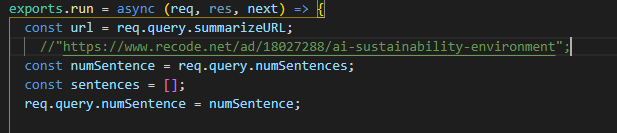 exports.run = async (req, res, next) => {
const url = req.query.summarizeURL;
//"https://www.recode.net/ad/18027288/ai-sustainability-environment";
const numSentence = req.query.numSentences;
const sentences = [];
req.query.numSentence = numSentence;